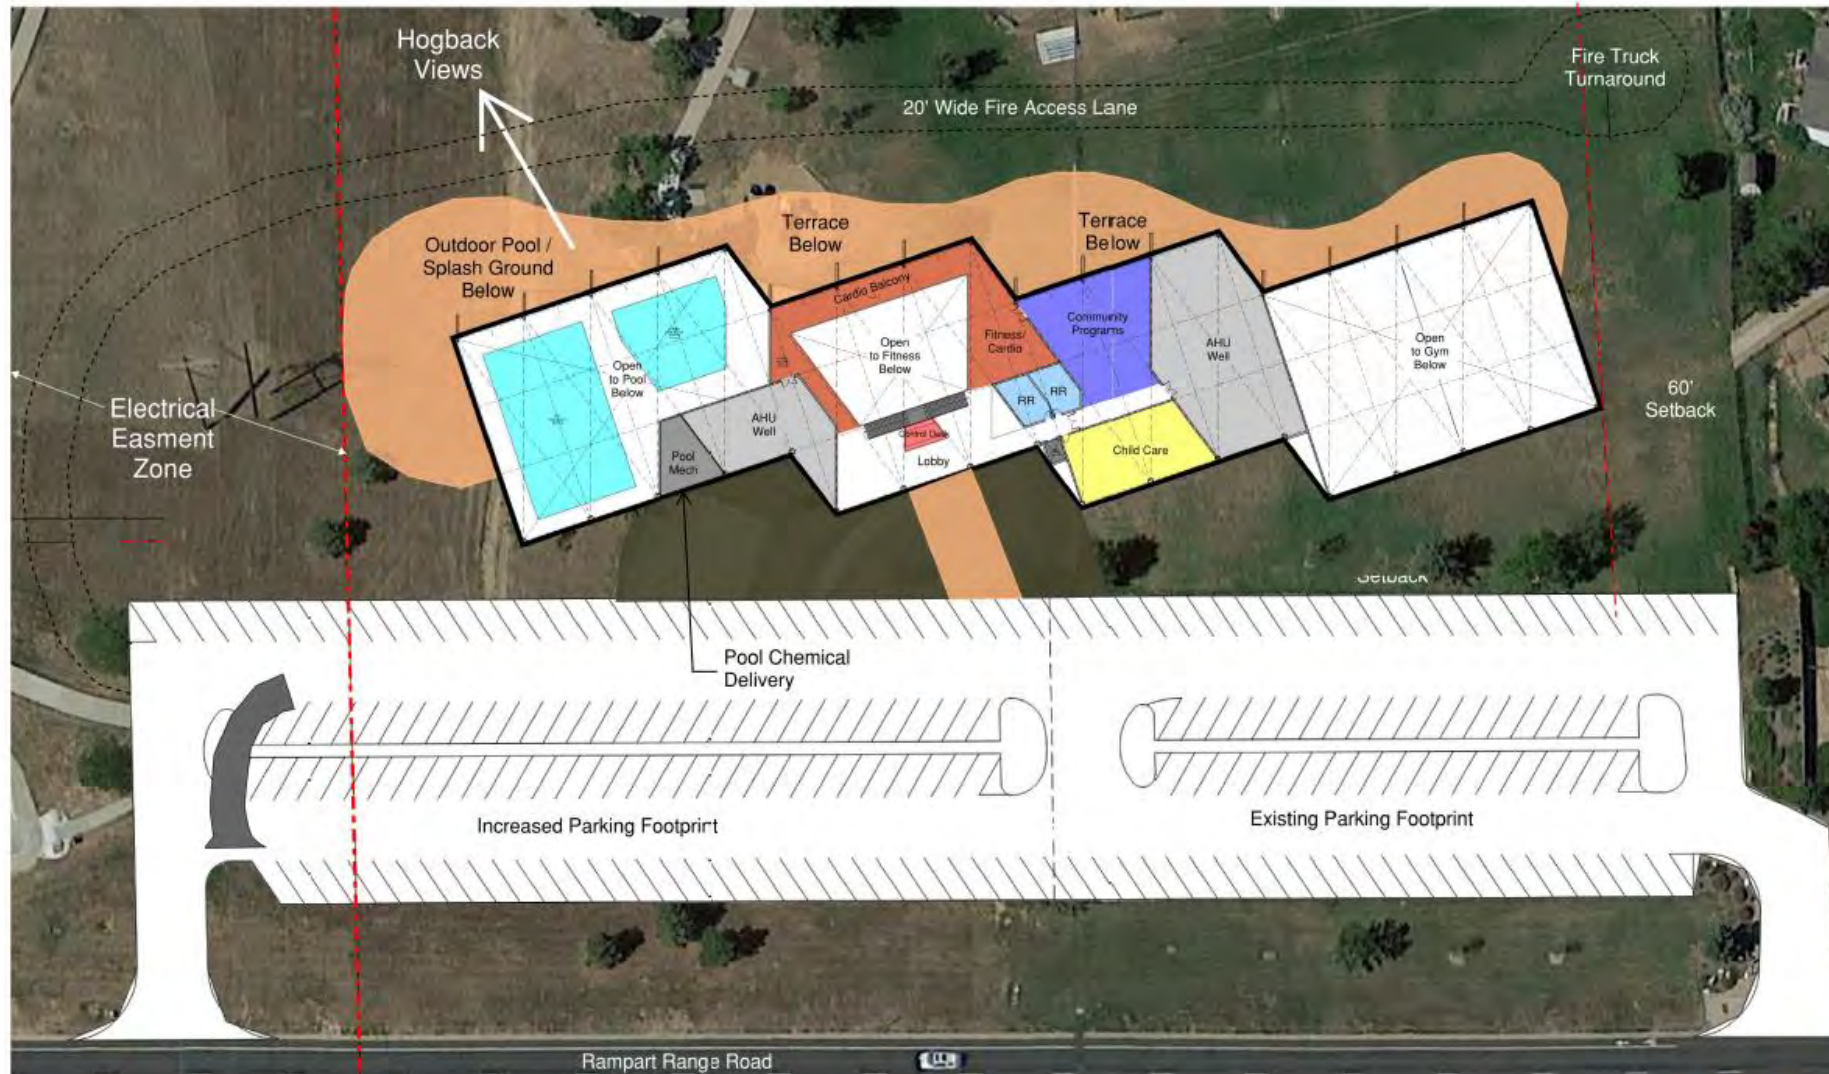 Hogback
Views
Fire Truck
Turnaround
20' Wide Fire Access Lane
Outdoor Pool /
Splash Ground
Below
Terrace
Below
Terrace
Below
Cardio Balcony
Community
Programs
Fitness/
Cardio
Open
to Fitness
Below
AHU
Well
Open
to Gym
Below
Open
to Pool
Below
RR
RR
60'
Setback
Electrical
Easment
Zone
AHU
Well
Control Desk
Pool
Mech
Lobby
Child Care
Setback
Pool Chemical
Delivery
Increased Parking Footprint
Existing Parking Footprint
Rampart Range Road